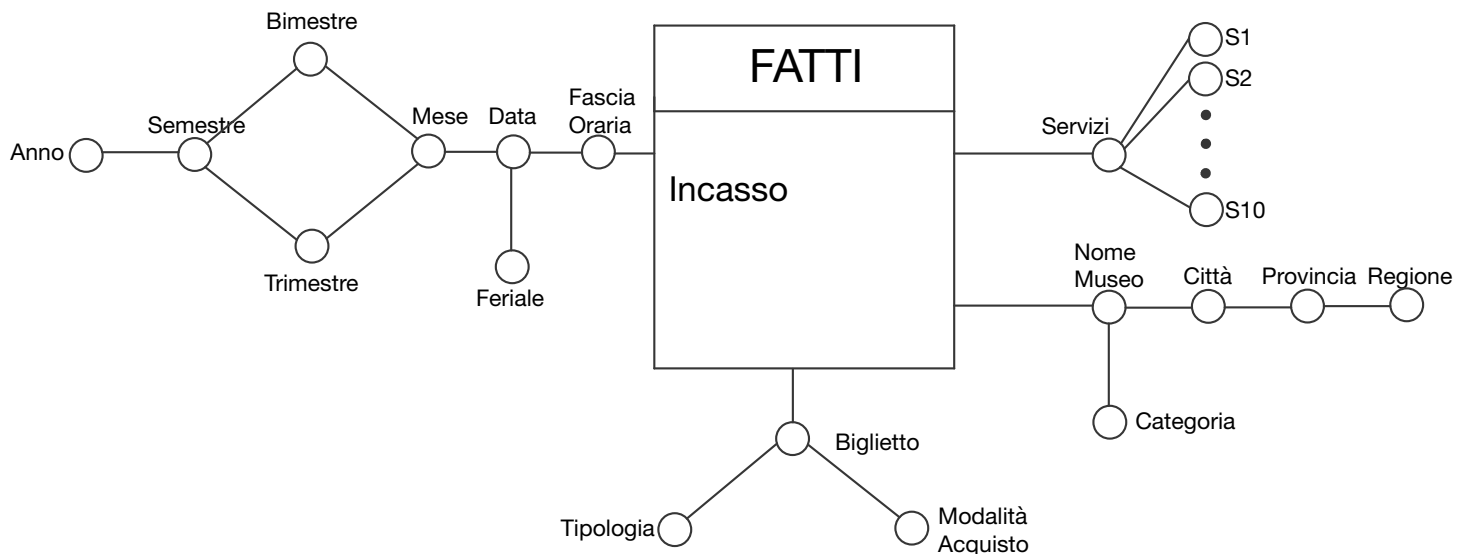 Bimestre
FATTI
S1
S2
Fascia
Oraria
Mese
Data
Semestre
Anno
Servizi
Incasso
S10
Trimestre
Feriale
Nome
Museo
Città
Provincia
Regione
Categoria
Biglietto
Tipologia
Modalità
Acquisto